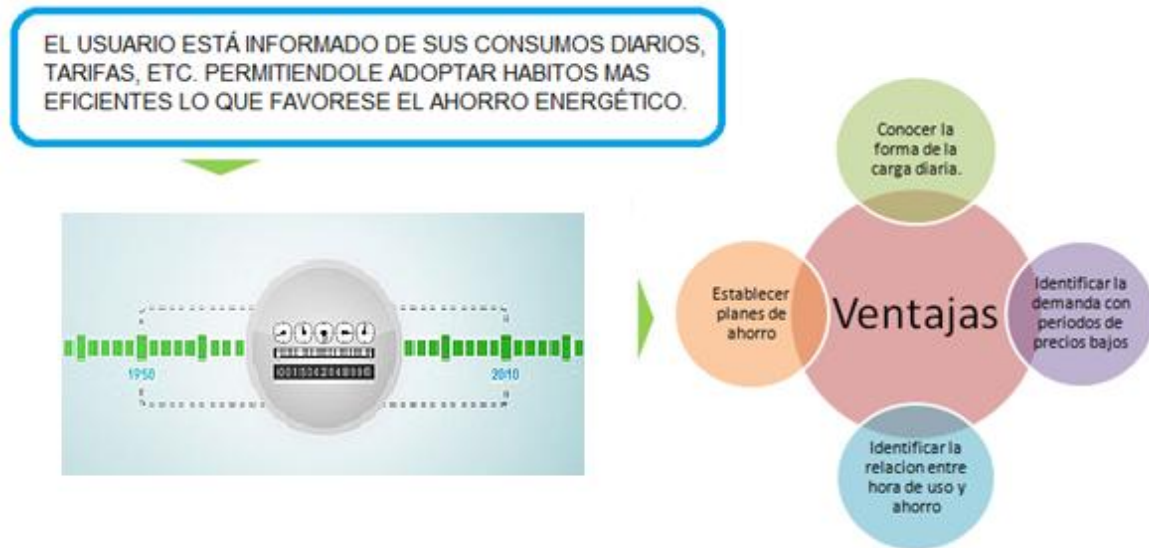 EL USUARIO ESTÁ INFORMADO DE SUS CONSUMOS DIARIOS,
TARIFAS, ETC. PERMITIENDOLE ADOPTAR HABITOS MAS
EFICIENTES LO QUE FAVORESE EL AHORRO ENERGÉTICO.
1950
2010
Conocer la
forma de la
carga diaria.
Establecer
planes de
ahorro
Ventajas
Identificar la
demanda con
periodos de
precios bajos
Identificar la
relacion entre
hora de uso y
ahorro